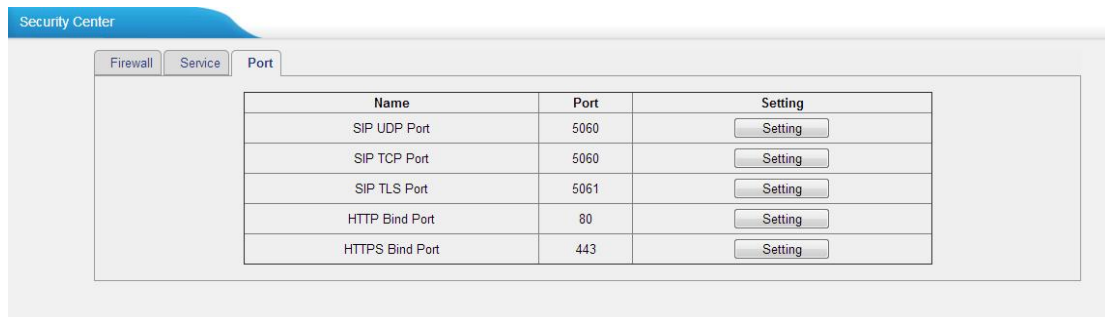 Security Center
Firewall Service Port
Name Port Setting
SIP UDP Port 5060 Setting
SIP TCP Port 5060 Setting
SIP TLS Port 5061 Setting
HTTP Bind Port 80 Setting
HTTPS Bind Port 443 Setting